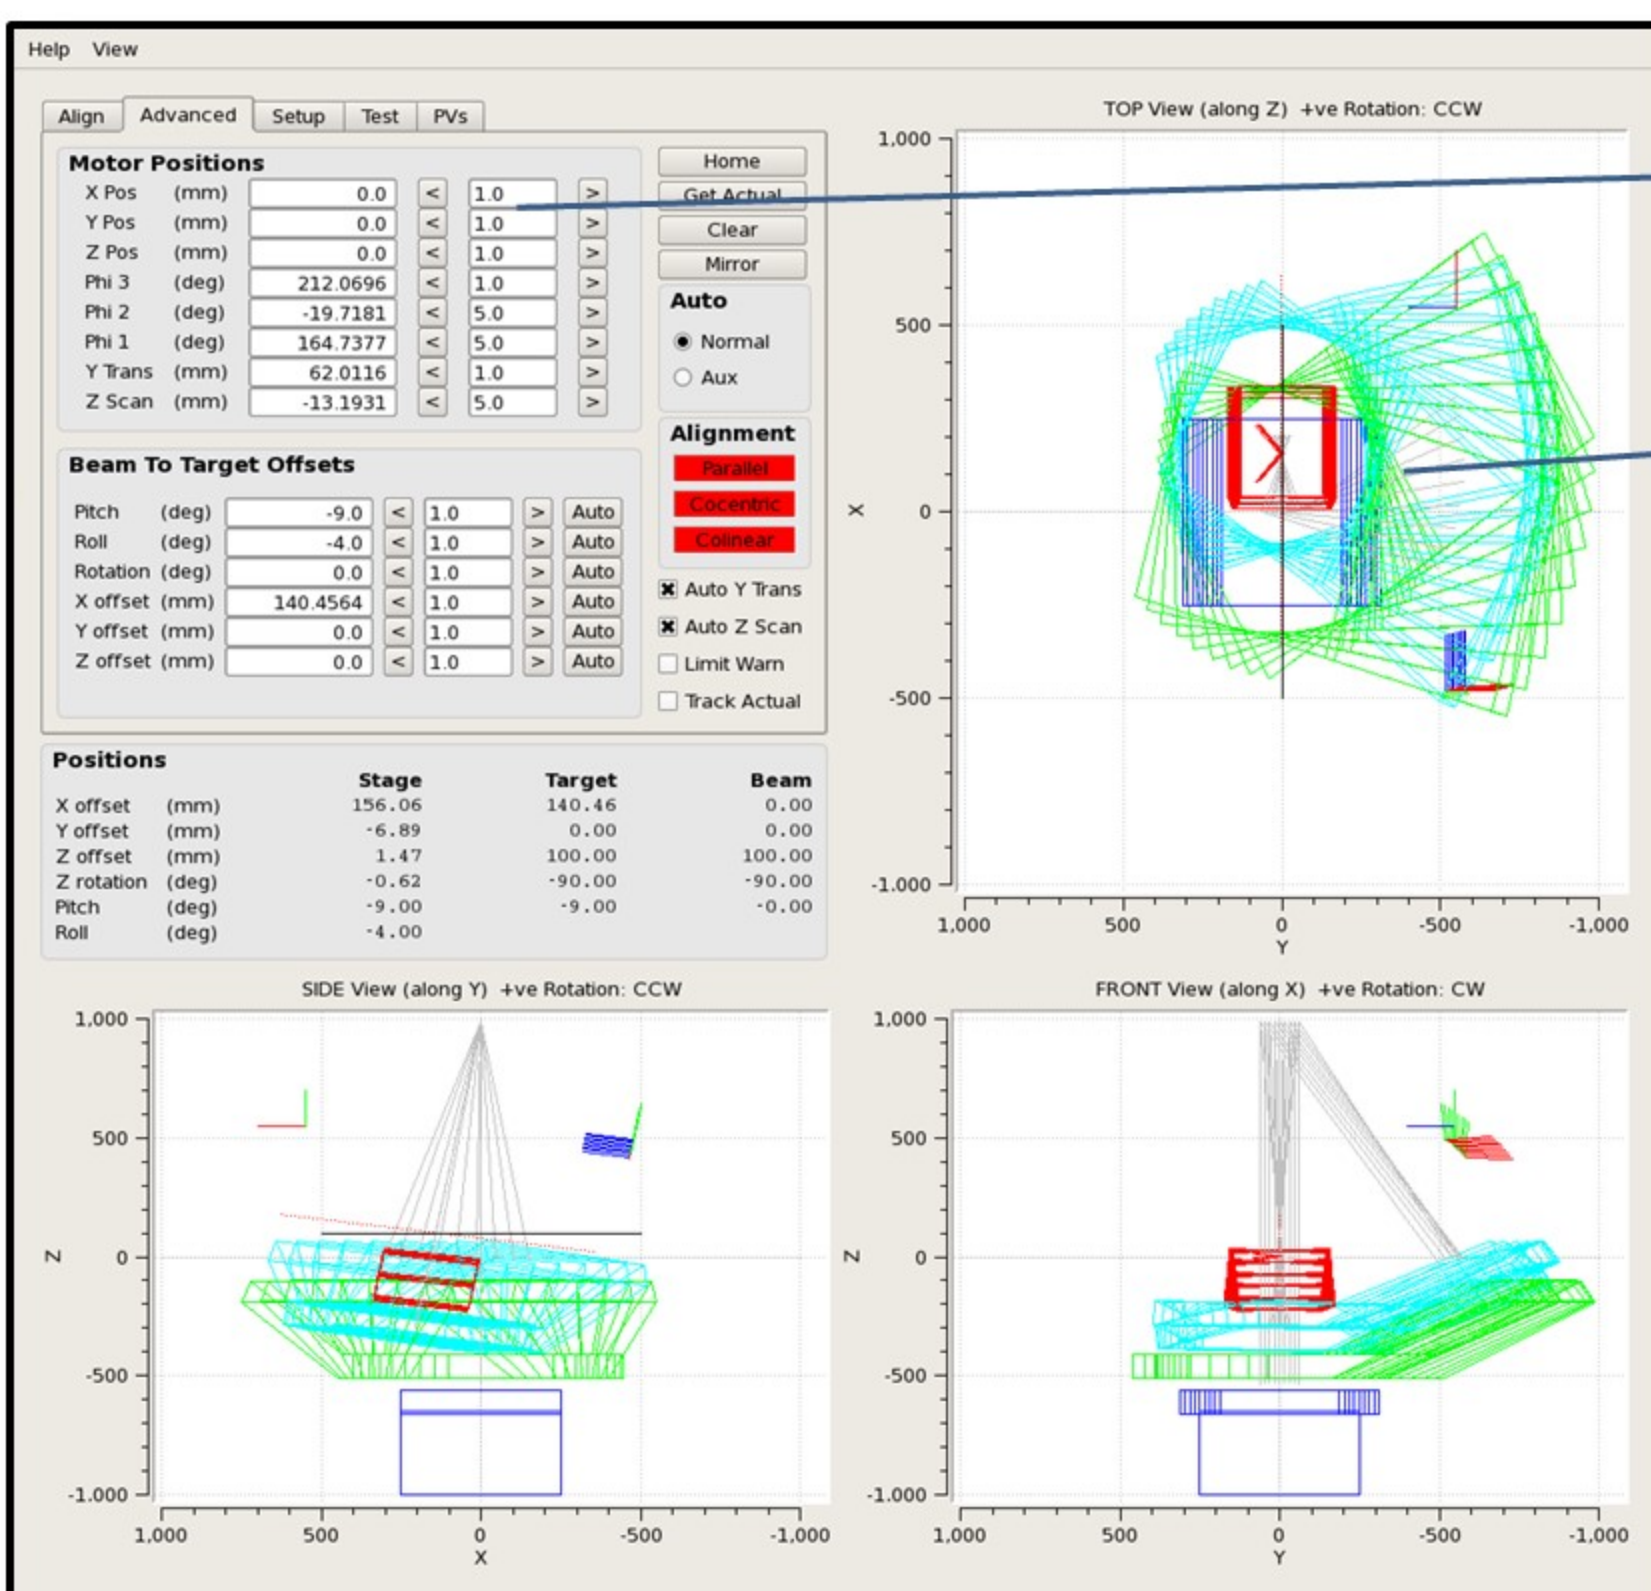 Help View
Align Advanced Setup Test PVs
Motor Positions
X Pos (mm) 0.0 < 1.0 >
Y Pos (mm) 0.0 < 1.0 >
Z Pos (mm) 0.0 < 1.0 >
Phi 3 (deg) 212.0696 < 1.0 >
Phi 2 (deg) -19.7181 < 5.0 >
Phi 1 (deg) 164.7377 < 5.0 >
Y Trans (mm) 62.0116 < 1.0 >
Z Scan (mm) -13.1931 < 5.0 >
Home
Get Actual
Clear
Mirror
Auto
Normal
Aux
Beam To Target Offsets
Pitch (deg) -9.0 < 1.0 > Auto
Roll (deg) -4.0 < 1.0 > Auto
Rotation (deg) 0.0 < 1.0 > Auto
X offset (mm) 140.4564 < 1.0 > Auto
Y offset (mm) 0.0 < 1.0 > Auto
Z offset (mm) 0.0 < 1.0 > Auto
Alignment
Parallel
Cocentric
Colinear
Auto Y Trans
Auto Z Scan
Limit Warn
Track Actual
Positions
Stage Target Beam
X offset (mm) 156.06 140.46 0.00
Y offset (mm) -6.89 0.00 0.00
Z offset (mm) 1.47 100.00 100.00
Z rotation (deg) -0.62 -90.00 -90.00
Pitch (deg) -9.00 -9.00 -0.00
Roll (deg) -4.00
TOP View (along Z) +ve Rotation: CCW
1,000
500
X
0
-500
-1.000
1,000 500 0 -500 -1,000
Y
SIDE View (along Y) +ve Rotation: CCW
1,000
500
Z
0
-500
-1.000
1,000 500 0 -500 -1,000
X
FRONT View (along X) +ve Rotation: CW
1,000
500
Z
0
-500
-1.000
1,000 500 0 -500 -1,000
Y